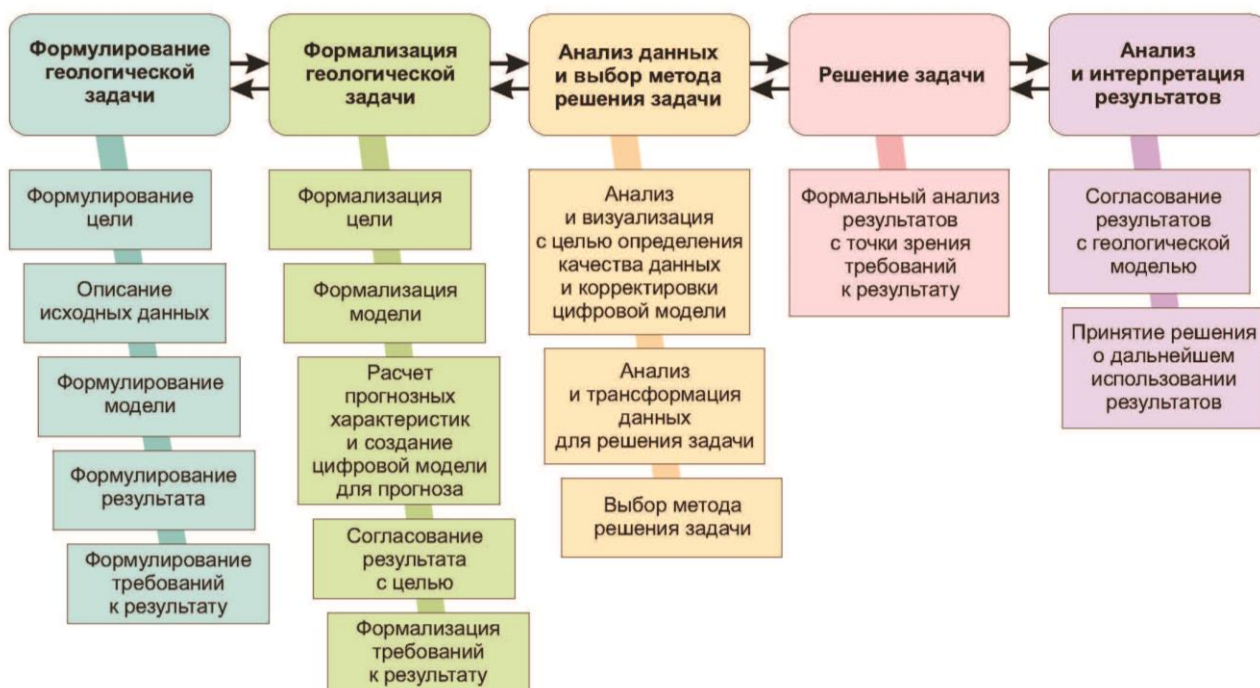 Формулирование
геологической
задачи
Формализация
геологической
задачи
Анализ данных
и выбор метода
решения задачи
Решение задачи
Анализ
и интерпретация
результатов
Формулирование
цели
Описание
исходных данных
Формулирование
модели
Формулирование
результата
Формулирование
требований
к результату
Формализация
цели
Формализация
модели
Расчет
прогнозных
характеристик
и создание
цифровой модели
для прогноза
Согласование
результата
с целью
Формализация
требований
к результату
Анализ
и визуализация
с целью определения
качества данных
и корректировки
цифровой модели
Анализ
и трансформация
данных
для решения задачи
Выбор метода
решения задачи
Формальный анализ
результатов
с точки зрения
требований
к результату
Согласование
результатов
с геологической
моделью
Принятие решения
о дальнейшем
использовании
результатов